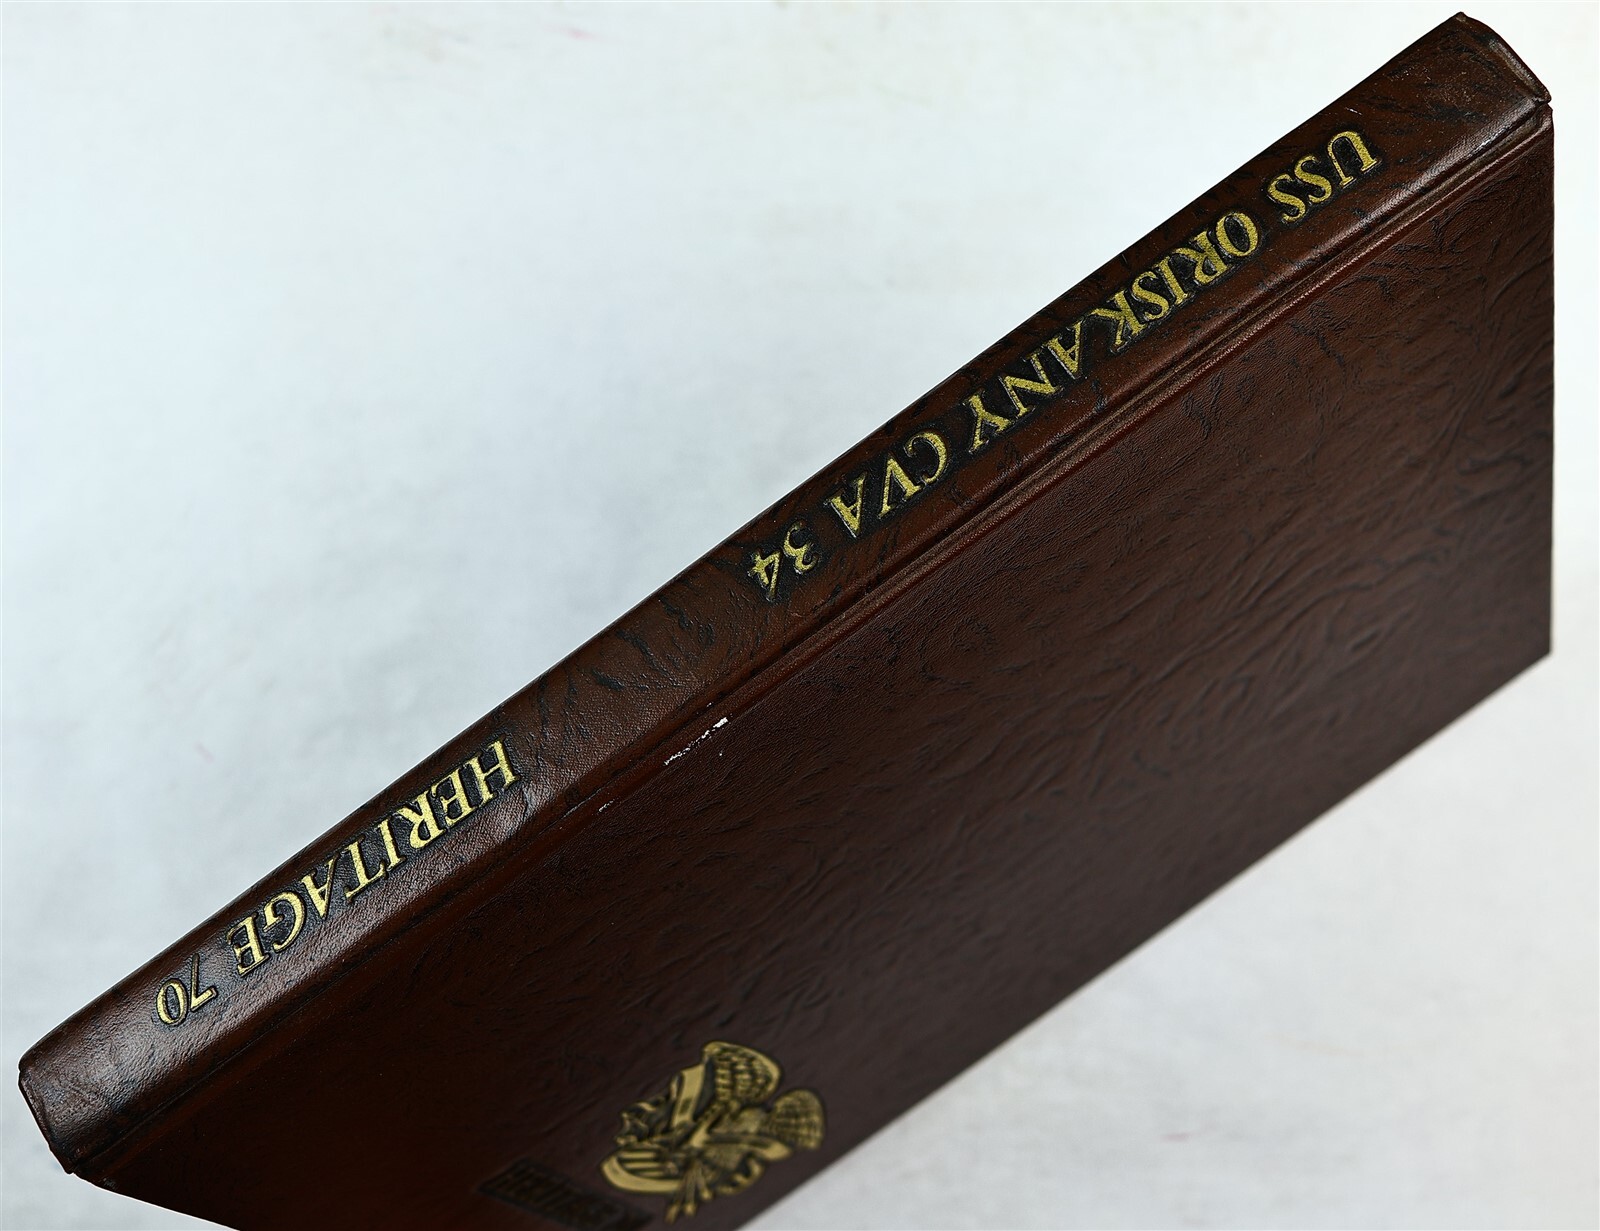 USS ORISKANY CVA 34
HERITAGE 70